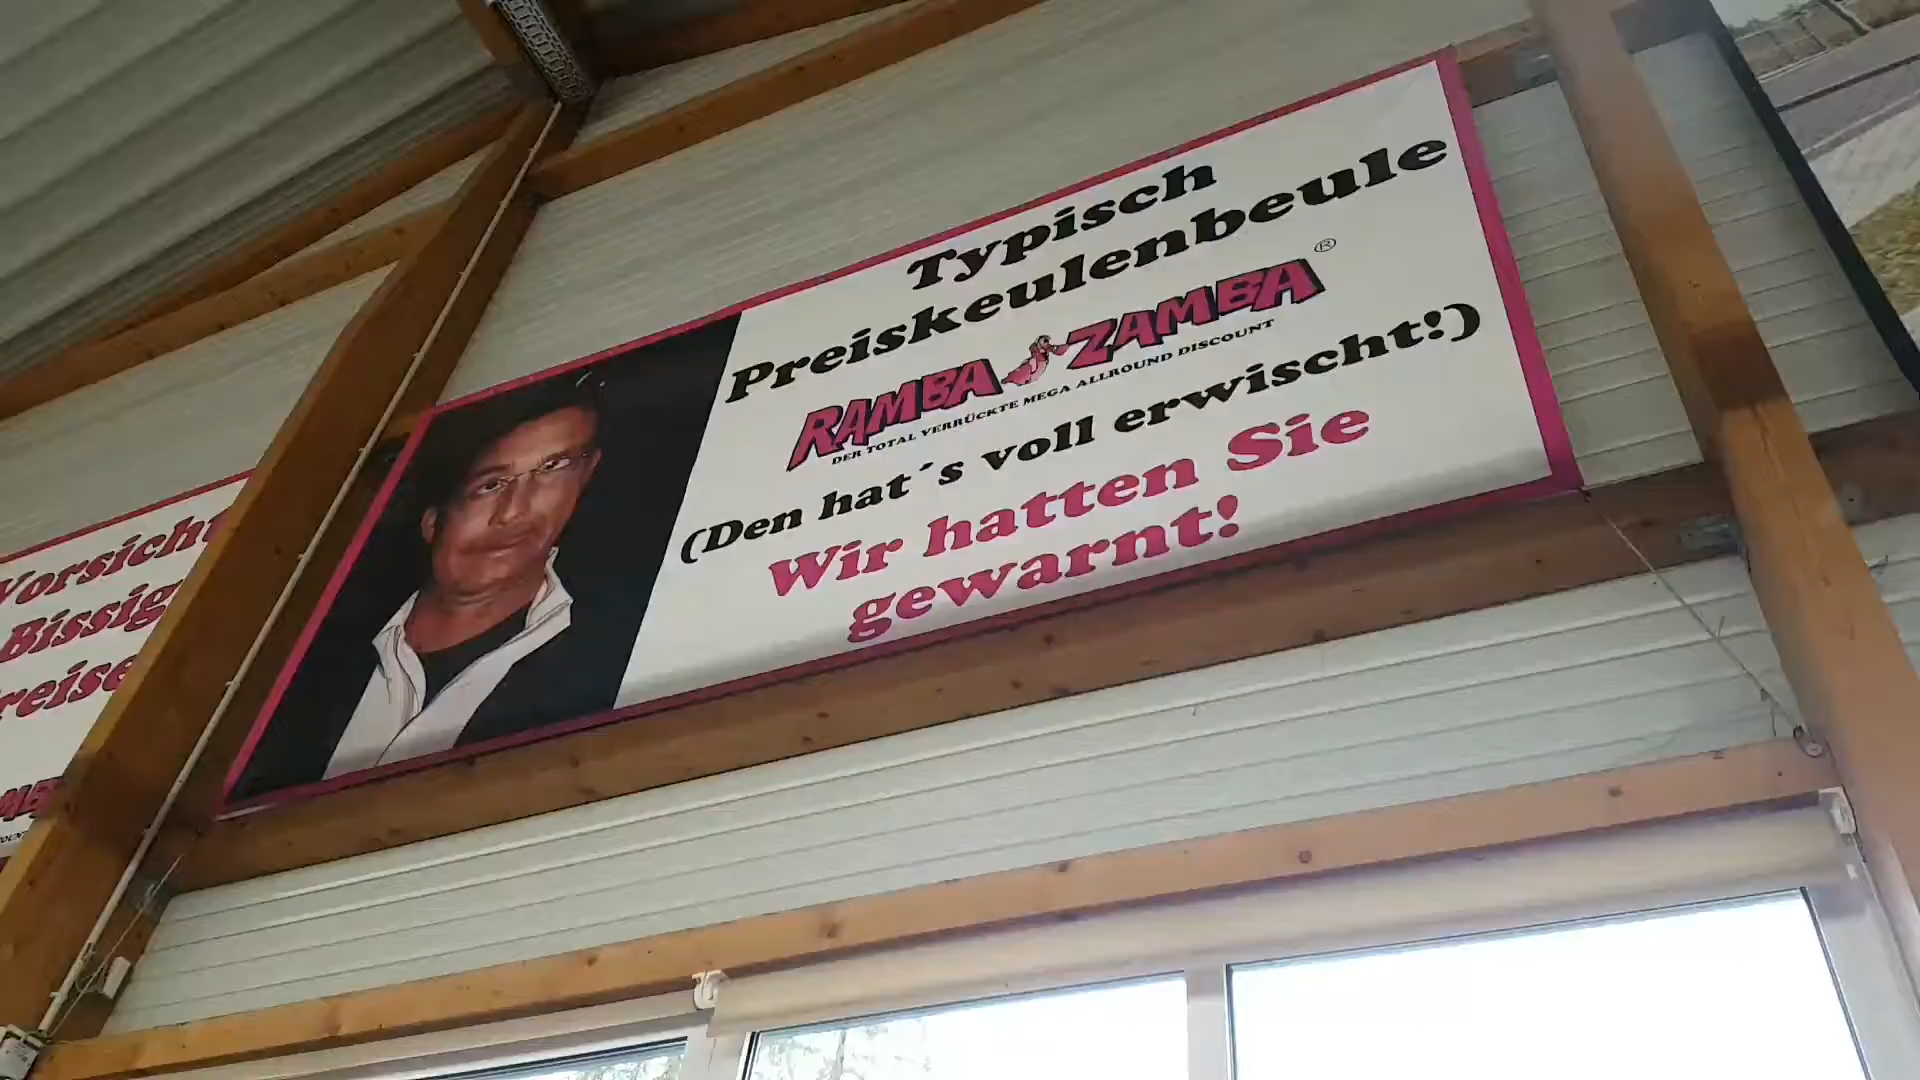 Typisch
Preiskeulenbeule
RAMBA ZAMBA ®
DER TOTAL VERRÜCKTE MEGA ALLROUND DISCOUNT
(Den hat´s voll erwischt!)
Wir hatten Sie
gewarnt!
Vorsicht
Bissig